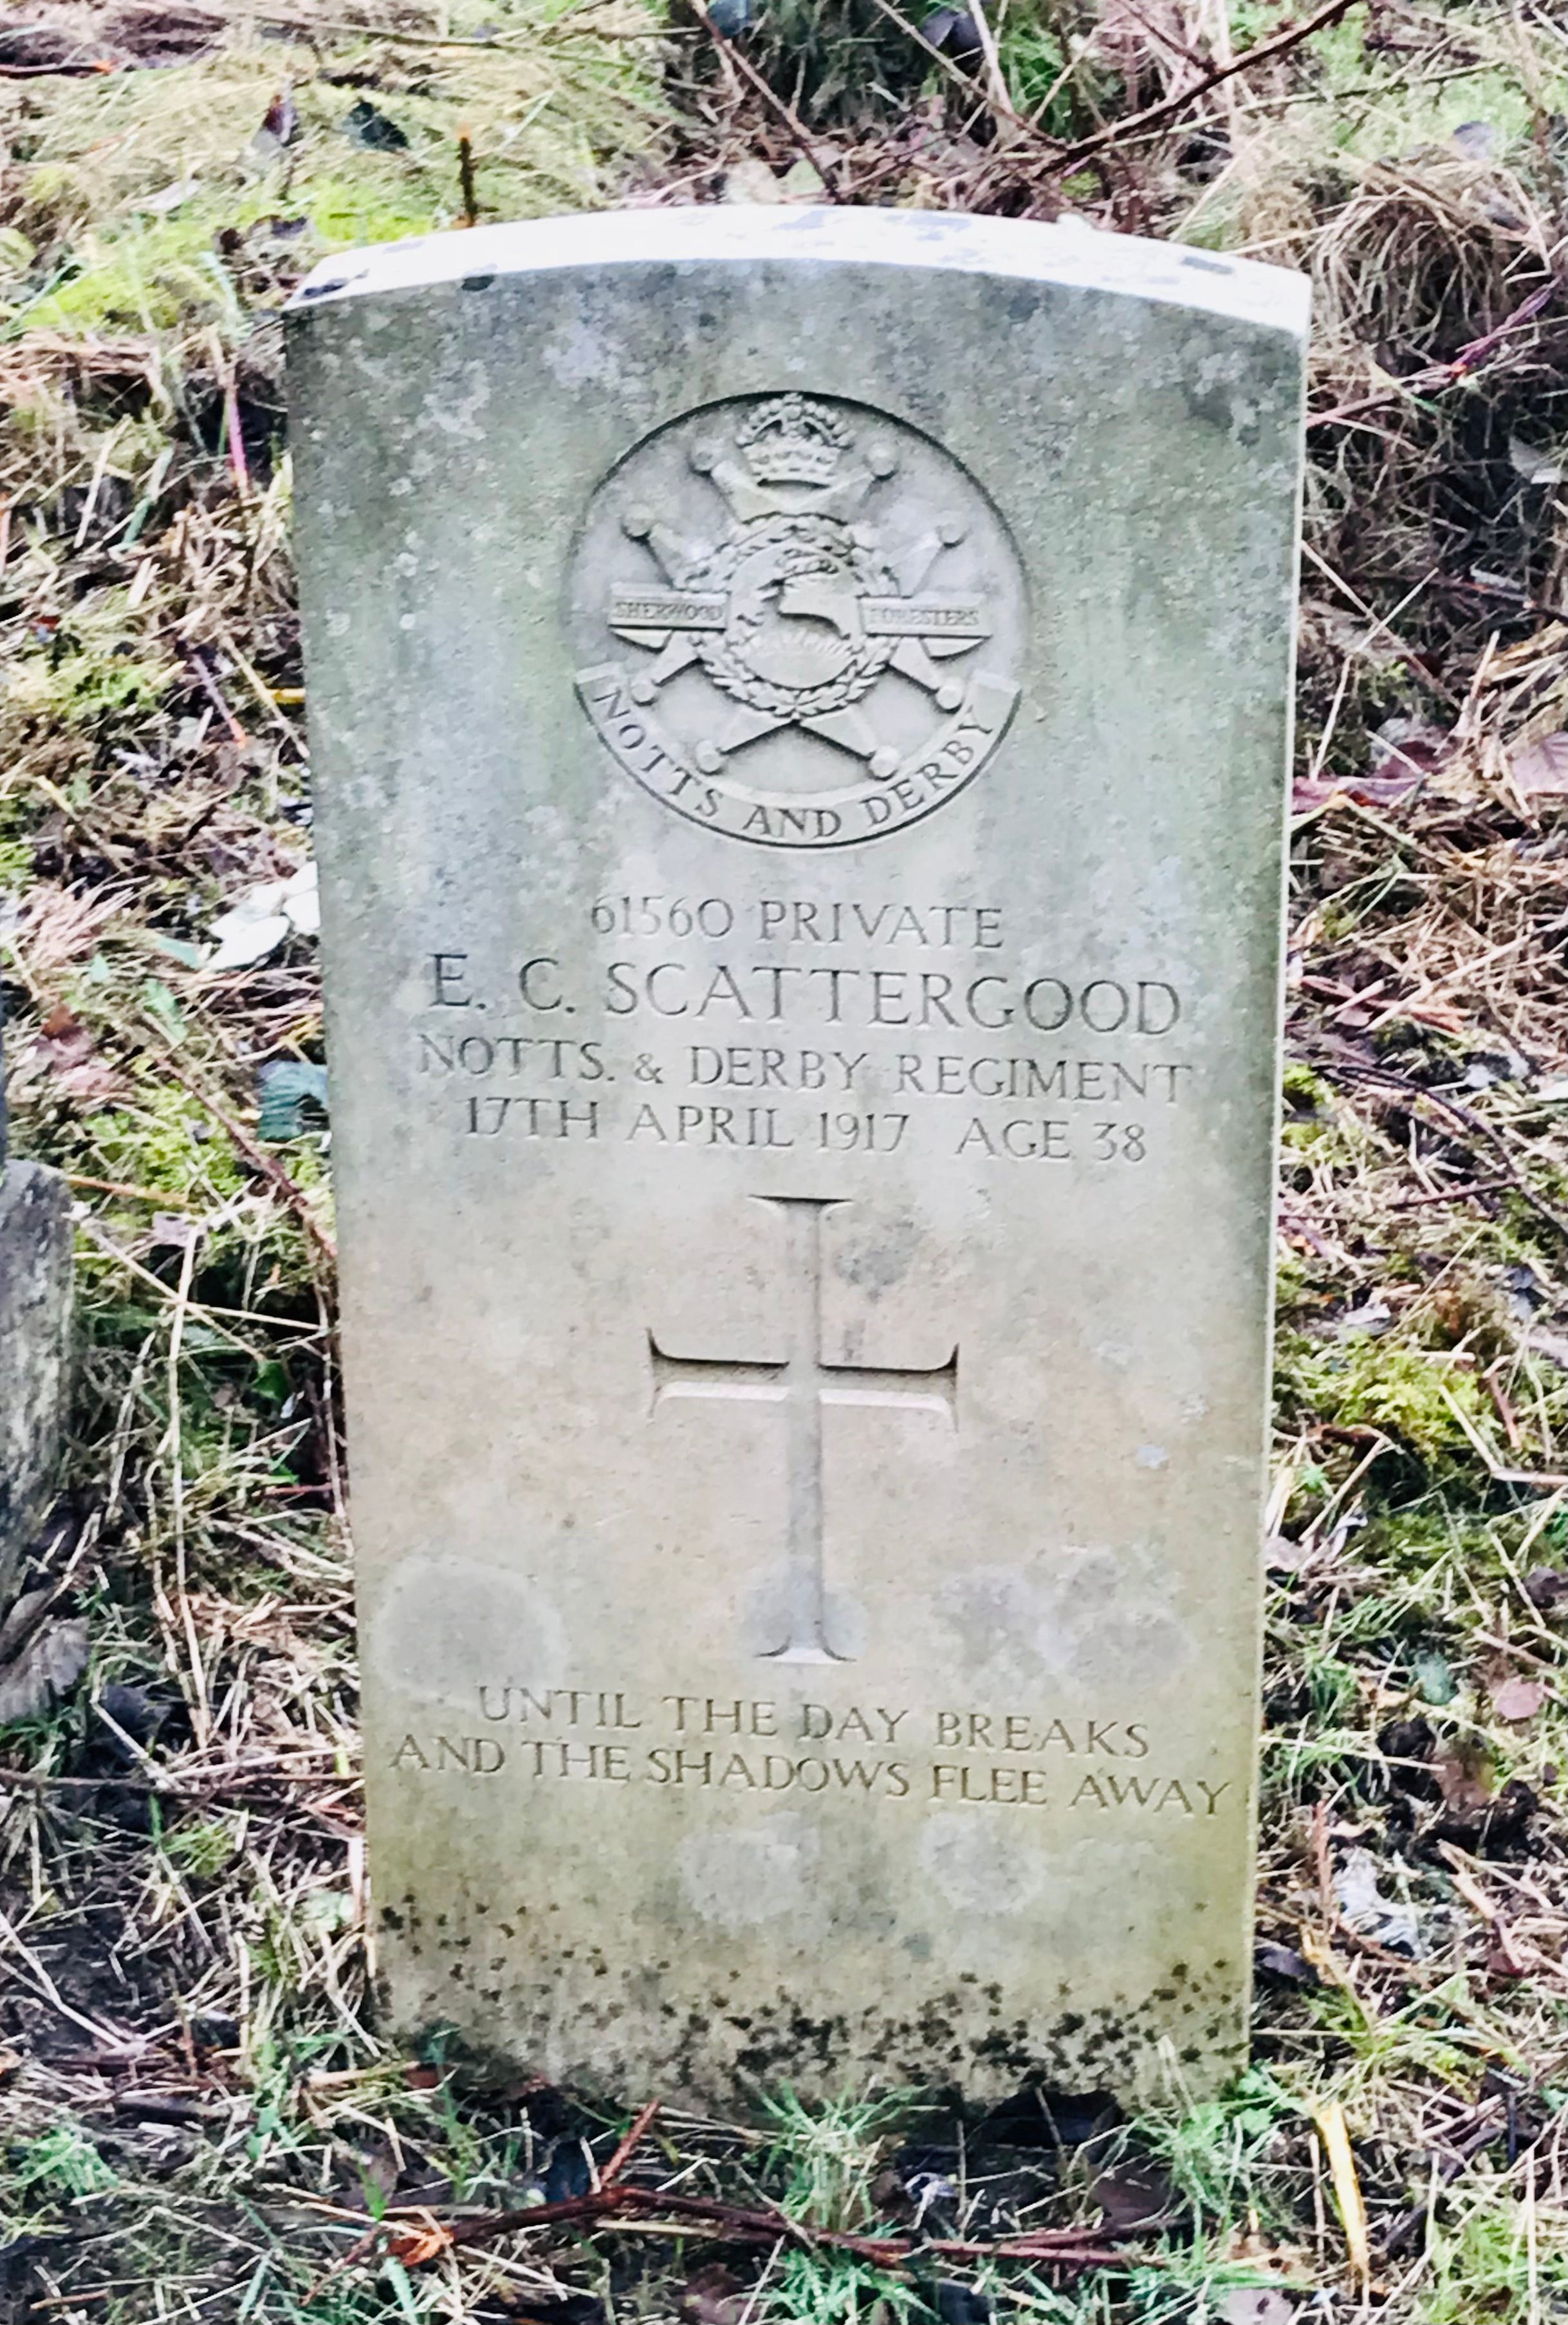 SHERWOOD FORESTERS
NOTTS AND DERBY
61560 PRIVATE
E. C. SCATTERGOOD
NOTTS. & DERBY REGIMENT
17TH APRIL 1917 AGE 38
UNTIL THE DAY BREAKS
AND THE SHADOWS FLEE AWAY